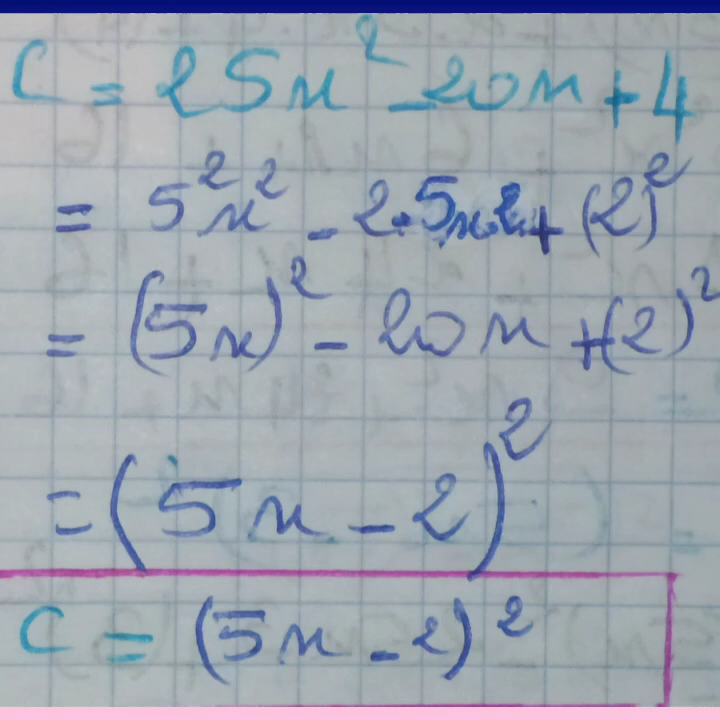 C = 25x² - 20x + 4
= 5²x² - 2·5x·2 + (2)²
= (5x)² - 20x + (2)²
= (5x - 2)²
C = (5x - 2)²